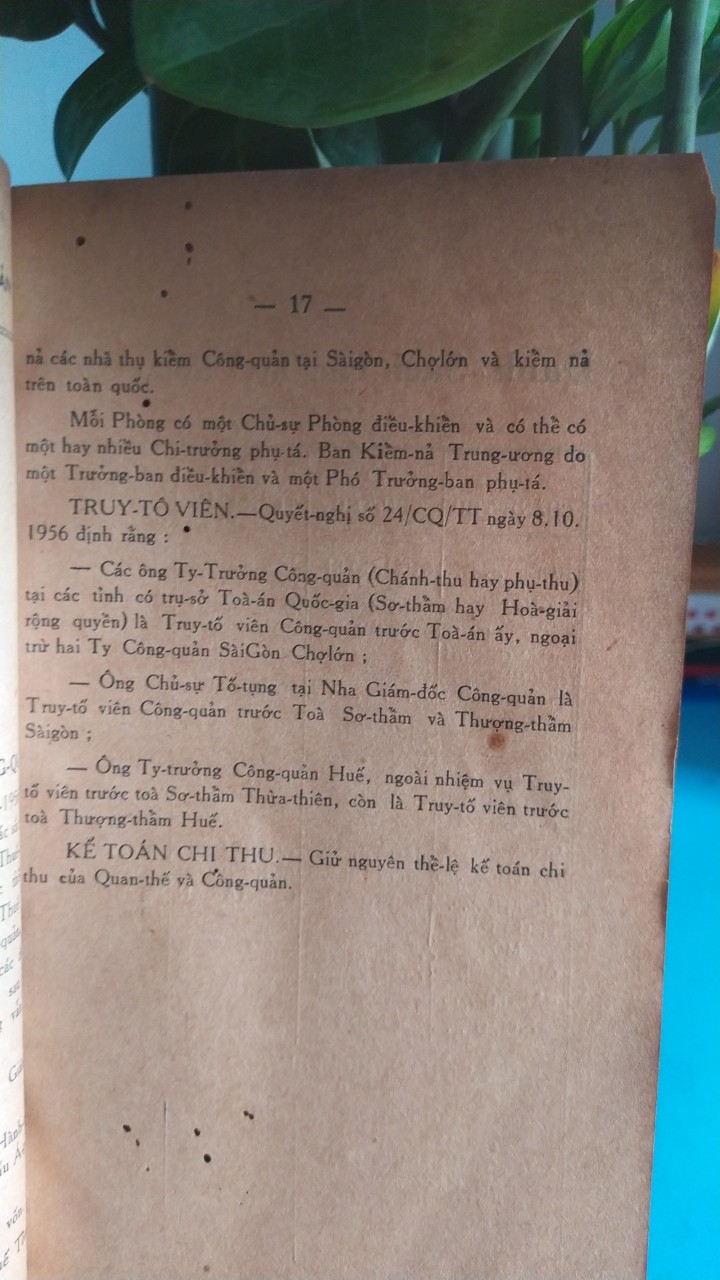 — 17 —
nả các nhà thụ kiểm Công-quản tại Sàigòn, Chợlớn và kiểm nả
trên toàn quốc.
Mỗi Phòng có một Chủ-sự Phòng điều-khiển và có thể có
một hay nhiều Chi-trưởng phụ-tá. Ban Kiểm-nả Trung-ương do
một Trưởng-ban điều-khiển và một Phó Trưởng-ban phụ-tá.
TRUY-TÔ VIÊN.—Quyết-nghị số 24/CQ/TT ngày 8.10.
1956 định rằng :
— Các ông Ty-Trưởng Công-quản (Chánh-thu hay phụ-thu)
tại các tỉnh có trụ-sở Toà-án Quốc-gia (Sơ-thẩm hay Hoà-giải
rộng quyền) là Truy-tố viên Công-quản trước Toà-án ấy, ngoại
trừ hai Ty Công-quản SàiGòn Chợlớn ;
— Ông Chủ-sự Tố-tụng tại Nha Giám-đốc Công-quản là
Truy-tố viên Công-quản trước Toà Sơ-thẩm và Thượng-thẩm
Sàigòn ;
— Ông Ty-trưởng Công-quản Huế, ngoài nhiệm vụ Truy-
tố viên trước toà Sơ-thẩm Thừa-thiên, còn là Truy-tố viên trước
toà Thượng-thẩm Huế.
KẾ TOÁN CHI THU.— Giử nguyên thể-lệ kế toán chi
thu của Quan-thế và Công-quản.